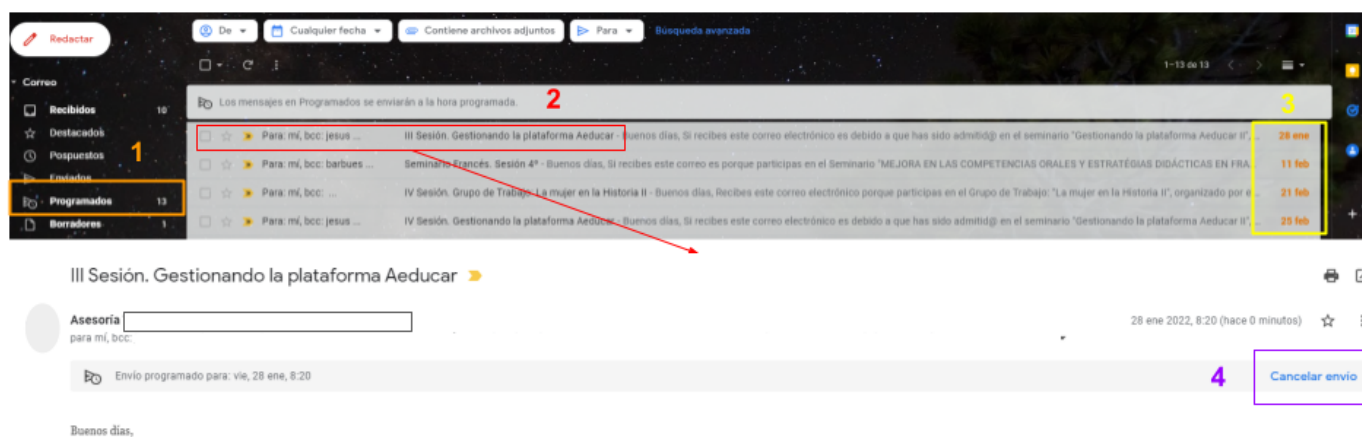 Redactar
De
Cualquier fecha
Contiene archivos adjuntos
Para
Búsqueda avanzada
1–13 de 13
Correo
Recibidos 10
Destacados
Pospuestos
Enviados
Programados 13
Borradores 1
1
Los mensajes en Programados se enviarán a la hora programada.
2
3
Para: mí, bcc: jesus ... III Sesión. Gestionando la plataforma Aeducar - Buenos días, Si recibes este correo electrónico es debido a que has sido admitid@ en el seminario "Gestionando la plataforma Aeducar II", ... 28 ene
Para: mí, bcc: barbues ... Seminario Francés. Sesión 4ª - Buenos días, Si recibes este correo es porque participas en el Seminario "MEJORA EN LAS COMPETENCIAS ORALES Y ESTRATÉGIAS DIDÁCTICAS EN FRA... 11 feb
Para: mí, bcc: ... IV Sesión. Grupo de Trabajo: La mujer en la Historia II - Buenos días, Recibes este correo electrónico porque participas en el Grupo de Trabajo: "La mujer en la Historia II", organizado por e... 21 feb
Para: mí, bcc: jesus ... IV Sesión. Gestionando la plataforma Aeducar - Buenos días, Si recibes este correo electrónico es debido a que has sido admitid@ en el seminario "Gestionando la plataforma Aeducar II", ... 25 feb
III Sesión. Gestionando la plataforma Aeducar
Asesoría
28 ene 2022, 8:20 (hace 0 minutos)
para mí, bcc:
Envío programado para: vie, 28 ene, 8:20
4
Cancelar envío
Buenos días,